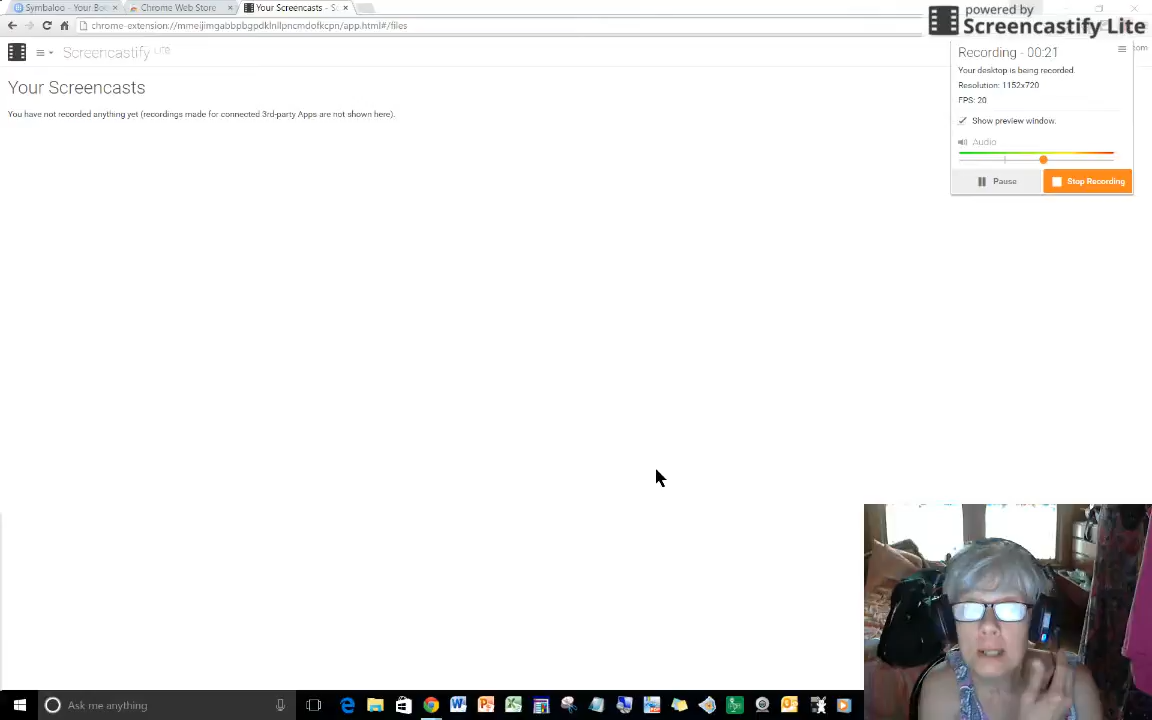 Symbaloo - Your Boo
Chrome Web Store
Your Screencasts - S
chrome-extension://mmeijimgabbpbgpdklnllpncmdofkcpn/app.html#/files
powered by
Screencastify Lite
Screencastify Lite
Recording - 00:21
com
Your desktop is being recorded.
Resolution: 1152x720
FPS: 20
Show preview window.
Audio
Pause
Stop Recording
Your Screencasts
You have not recorded anything yet (recordings made for connected 3rd-party Apps are not shown here).
Ask me anything